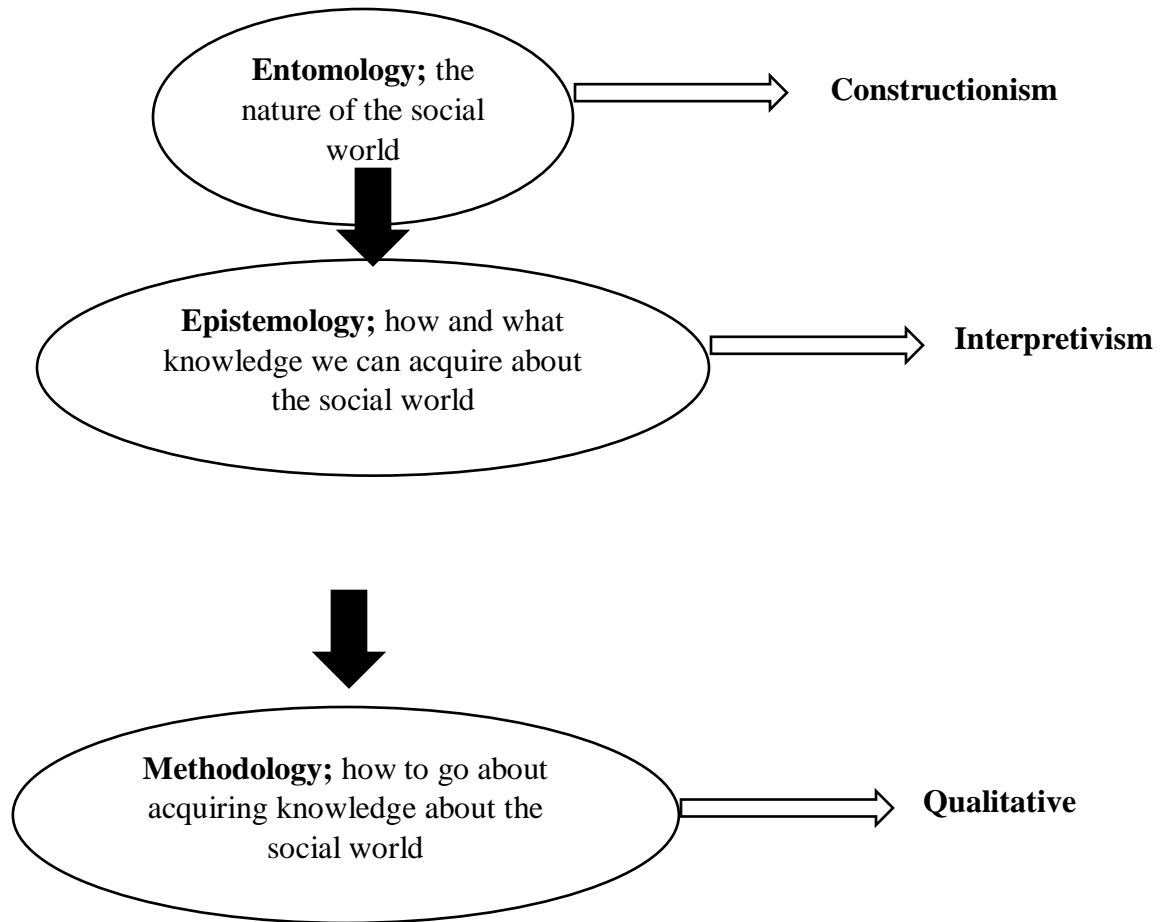 Entomology; the
nature of the social
world
Constructionism
Epistemology; how and what
knowledge we can acquire about
the social world
Interpretivism
Methodology; how to go about
acquiring knowledge about the
social world
Qualitative